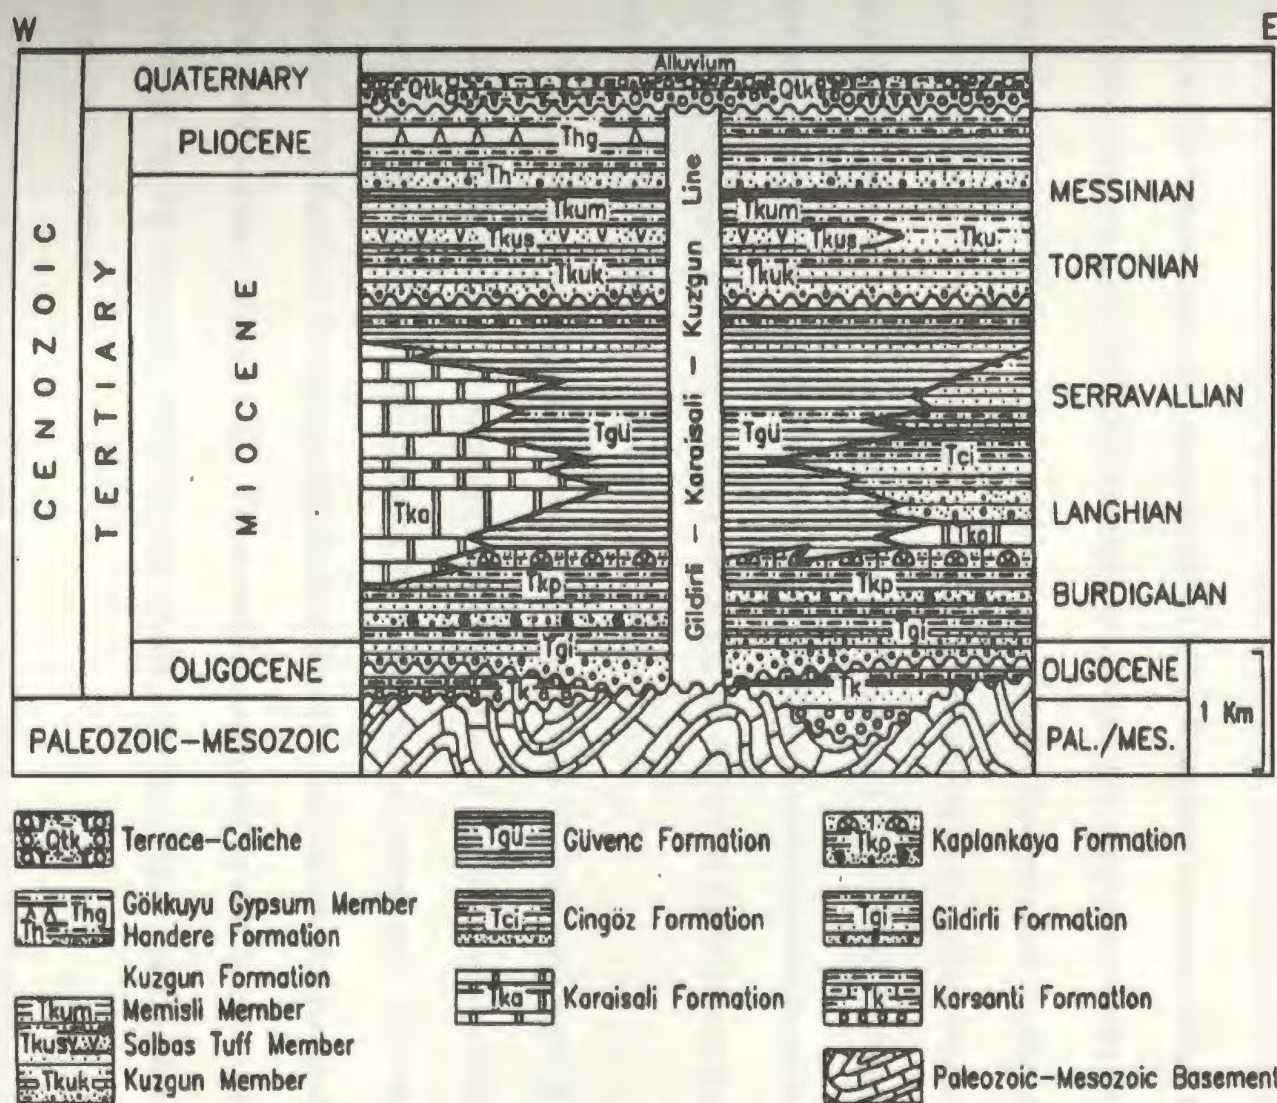 W
E
QUATERNARY
Alluvium
Qtk
Qtk
CENOZOIC
TERTIARY
PLIOCENE
Thg
Th
MESSINIAN
Tkum
Tkum
Tkus
Tkus
Tku
MIOCENE
Tkuk
Tkuk
TORTONIAN
Gildirli – Karaisali – Kuzgun Line
SERRAVALLIAN
Tgü
Tgü
Tci
Tka
LANGHIAN
Tka
Tkp
Tkp
BURDIGALIAN
Tgi
Tgi
OLIGOCENE
Tk
Tk
OLIGOCENE
1 Km
PALEOZOIC-MESOZOIC
PAL./MES.
Qtk Terrace-Caliche
Thg Gökkuyu Gypsum Member
Th Handere Formation
Kuzgun Formation
Tkum Memisli Member
Tkus Salbas Tuff Member
Tkuk Kuzgun Member
Tgü Güvenc Formation
Tci Cingöz Formation
Tka Karaisali Formation
Tkp Kaplankaya Formation
Tgi Gildirli Formation
Tk Karsanti Formation
Paleozoic-Mesozoic Basement